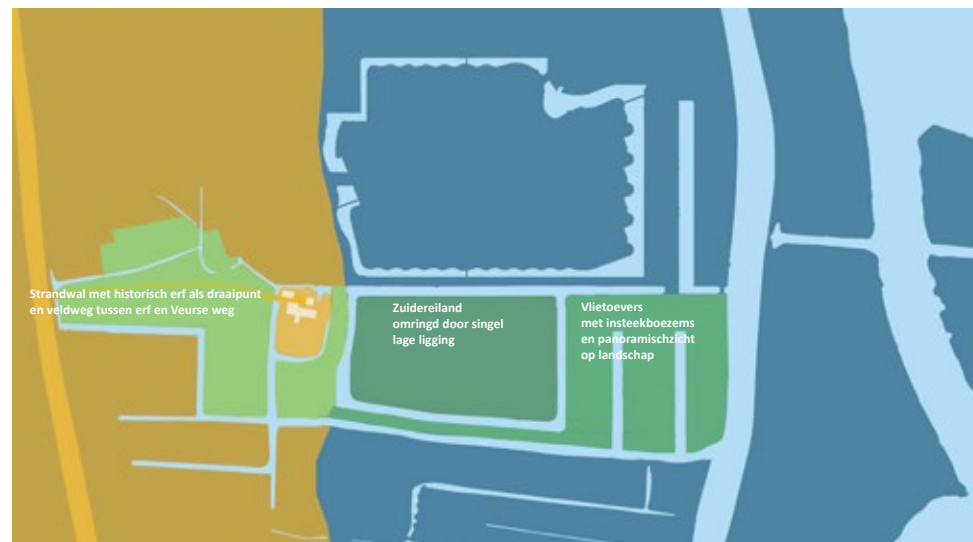 Strandwal met historisch erf als draaipunt
en veldweg tussen erf en Veurse weg
Zuidereiland
omringd door singel
lage ligging
Vlietoevers
met insteekboezems
en panoramischzicht
op landschap